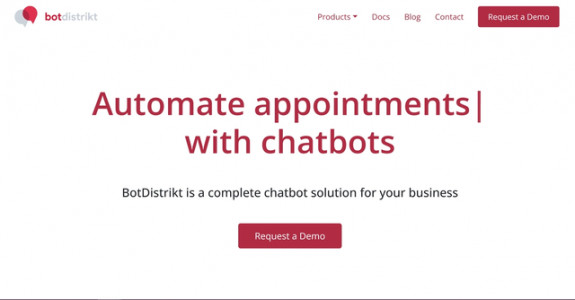 botdistrikt
Products Docs Blog Contact Request a Demo
Automate appointments|
with chatbots
BotDistrikt is a complete chatbot solution for your business
Request a Demo